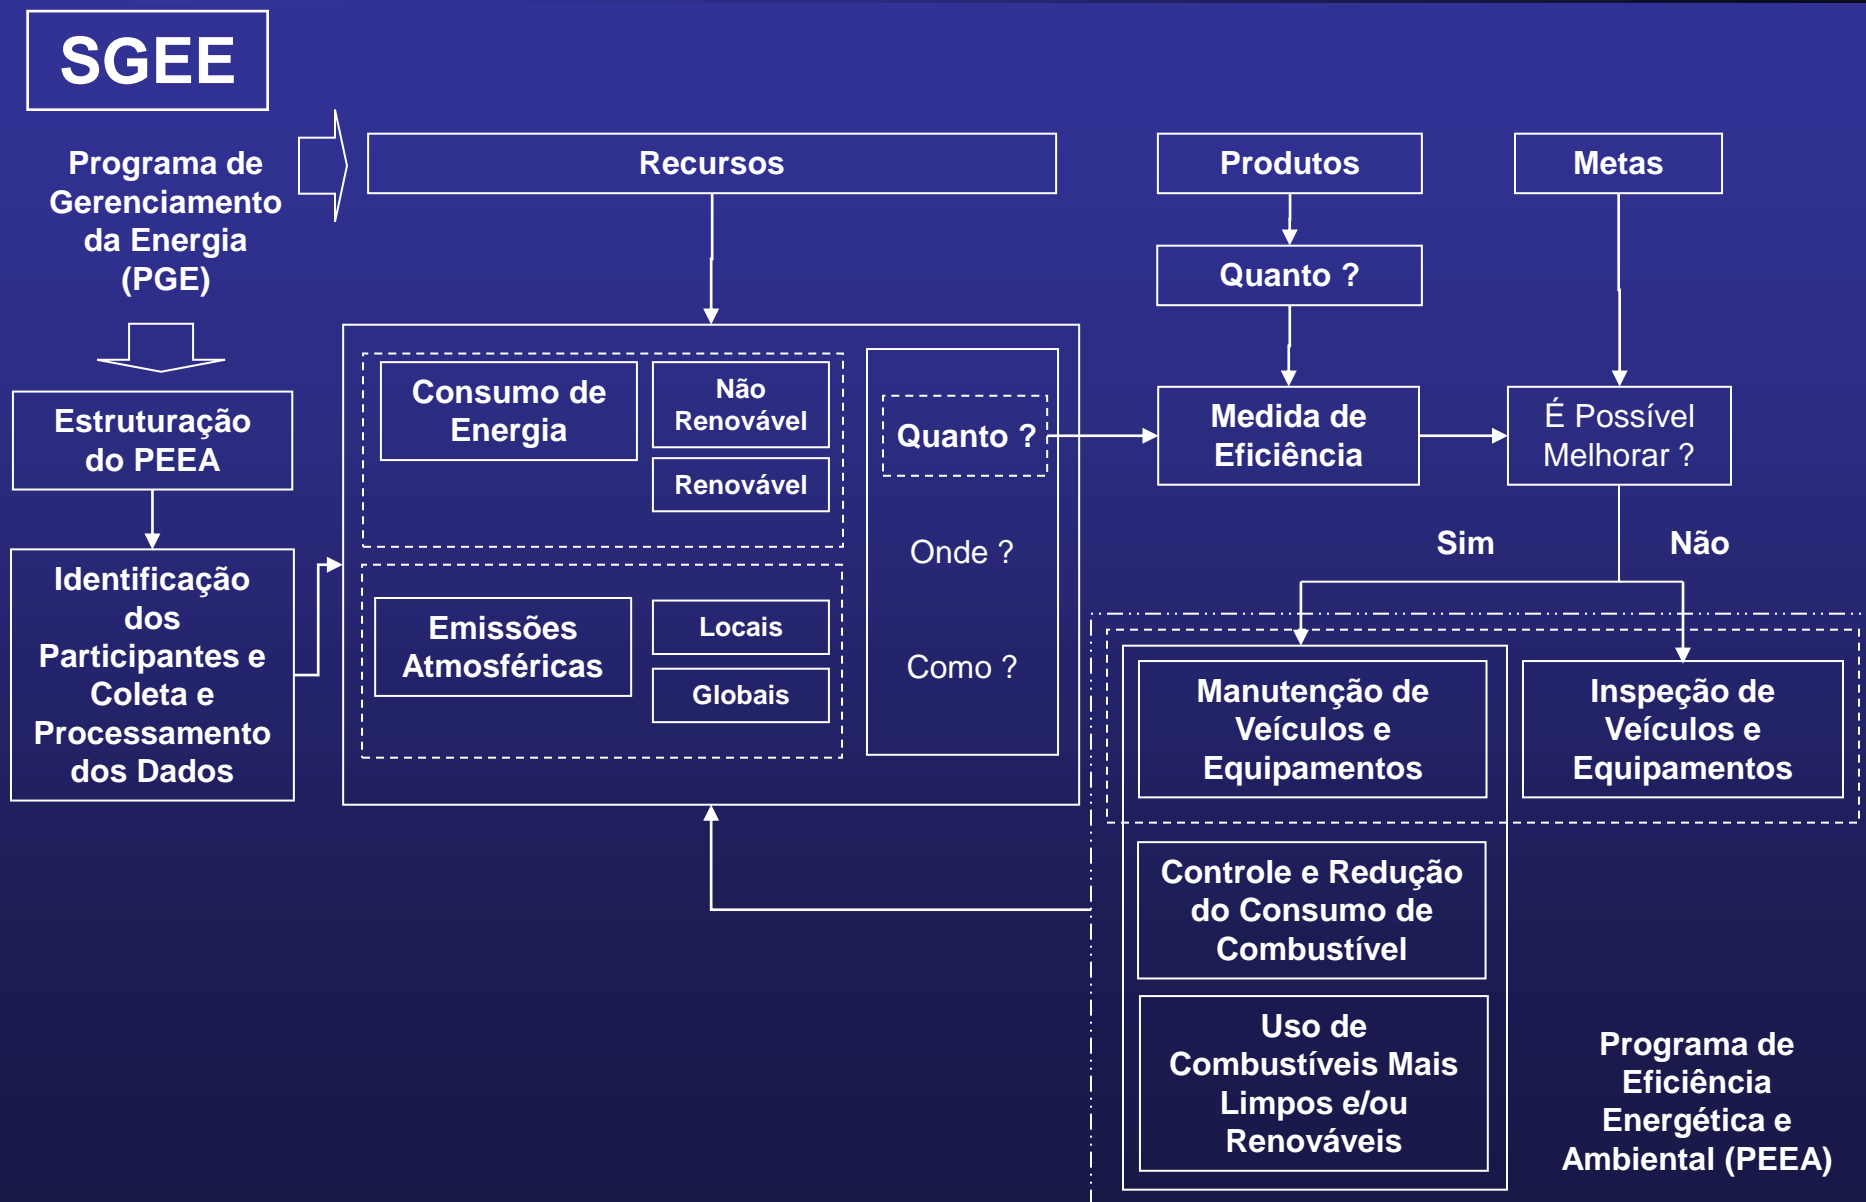 SGEE
Programa de
Gerenciamento
da Energia
(PGE)
Recursos
Produtos
Metas
Quanto ?
Estruturação
do PEEA
Identificação
dos
Participantes e
Coleta e
Processamento
dos Dados
Consumo de
Energia
Não
Renovável
Renovável
Emissões
Atmosféricas
Locais
Globais
Quanto ?
Onde ?
Como ?
Medida de
Eficiência
É Possível
Melhorar ?
Sim
Não
Manutenção de
Veículos e
Equipamentos
Inspeção de
Veículos e
Equipamentos
Controle e Redução
do Consumo de
Combustível
Uso de
Combustíveis Mais
Limpos e/ou
Renováveis
Programa de
Eficiência
Energética e
Ambiental (PEEA)